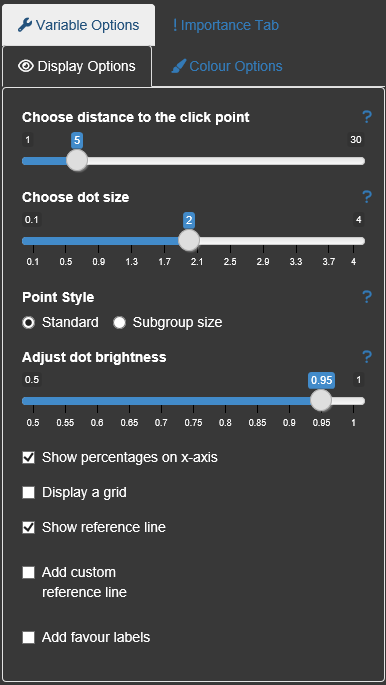 Variable Options
! Importance Tab
Display Options
Colour Options
Choose distance to the click point ?
1 5 30
Choose dot size ?
0.1 2 4
0.1 0.5 0.9 1.3 1.7 2.1 2.5 2.9 3.3 3.7 4
Point Style ?
Standard Subgroup size
Adjust dot brightness ?
0.5 0.95 1
0.5 0.55 0.6 0.65 0.7 0.75 0.8 0.85 0.9 0.95 1
Show percentages on x-axis
Display a grid
Show reference line
Add custom
reference line
Add favour labels